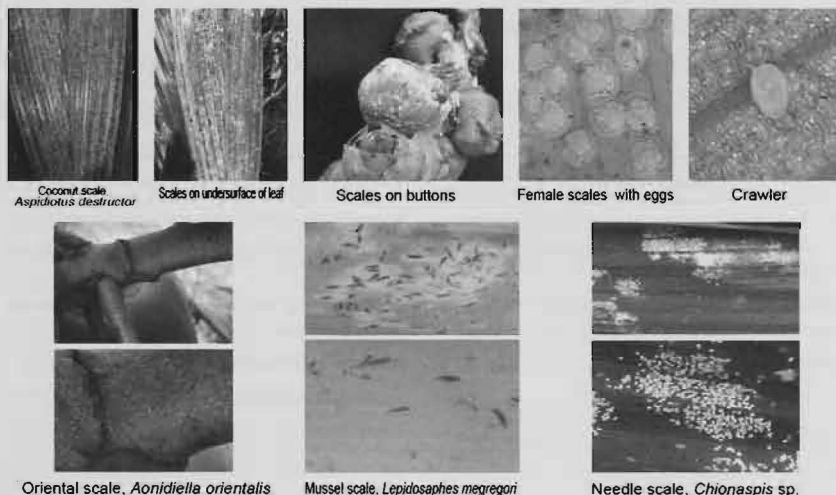 Coconut scale
Aspidiotus destructor
Scales on undersurface of leaf
Scales on buttons
Female scales with eggs
Crawler
Oriental scale, Aonidiella orientalis
Mussel scale, Lepidosaphes megregori
Needle scale, Chionaspis sp.